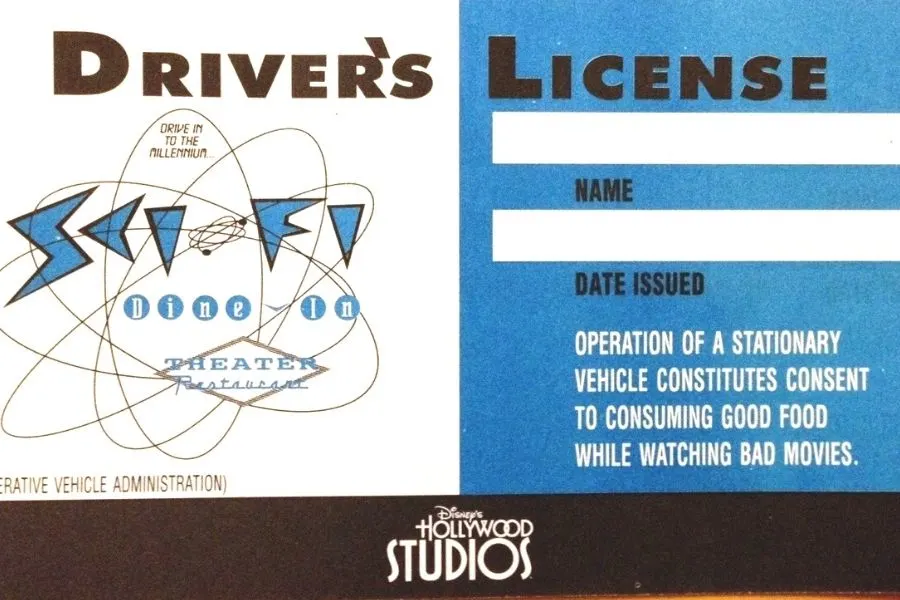 DRIVER'S LICENSE
DRIVE IN
TO THE
MILLENNIUM...
SCI-FI
Dine-In
THEATER
Restaurant
NAME
DATE ISSUED
OPERATION OF A STATIONARY
VEHICLE CONSTITUTES CONSENT
TO CONSUMING GOOD FOOD
WHILE WATCHING BAD MOVIES.
ERATIVE VEHICLE ADMINISTRATION)
DISNEY'S
HOLLYWOOD
STUDIOS